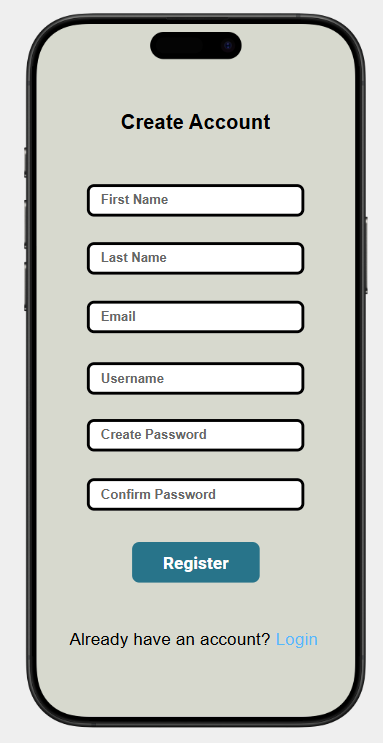 Create Account
First Name
Last Name
Email
Username
Create Password
Confirm Password
Register
Already have an account? Login